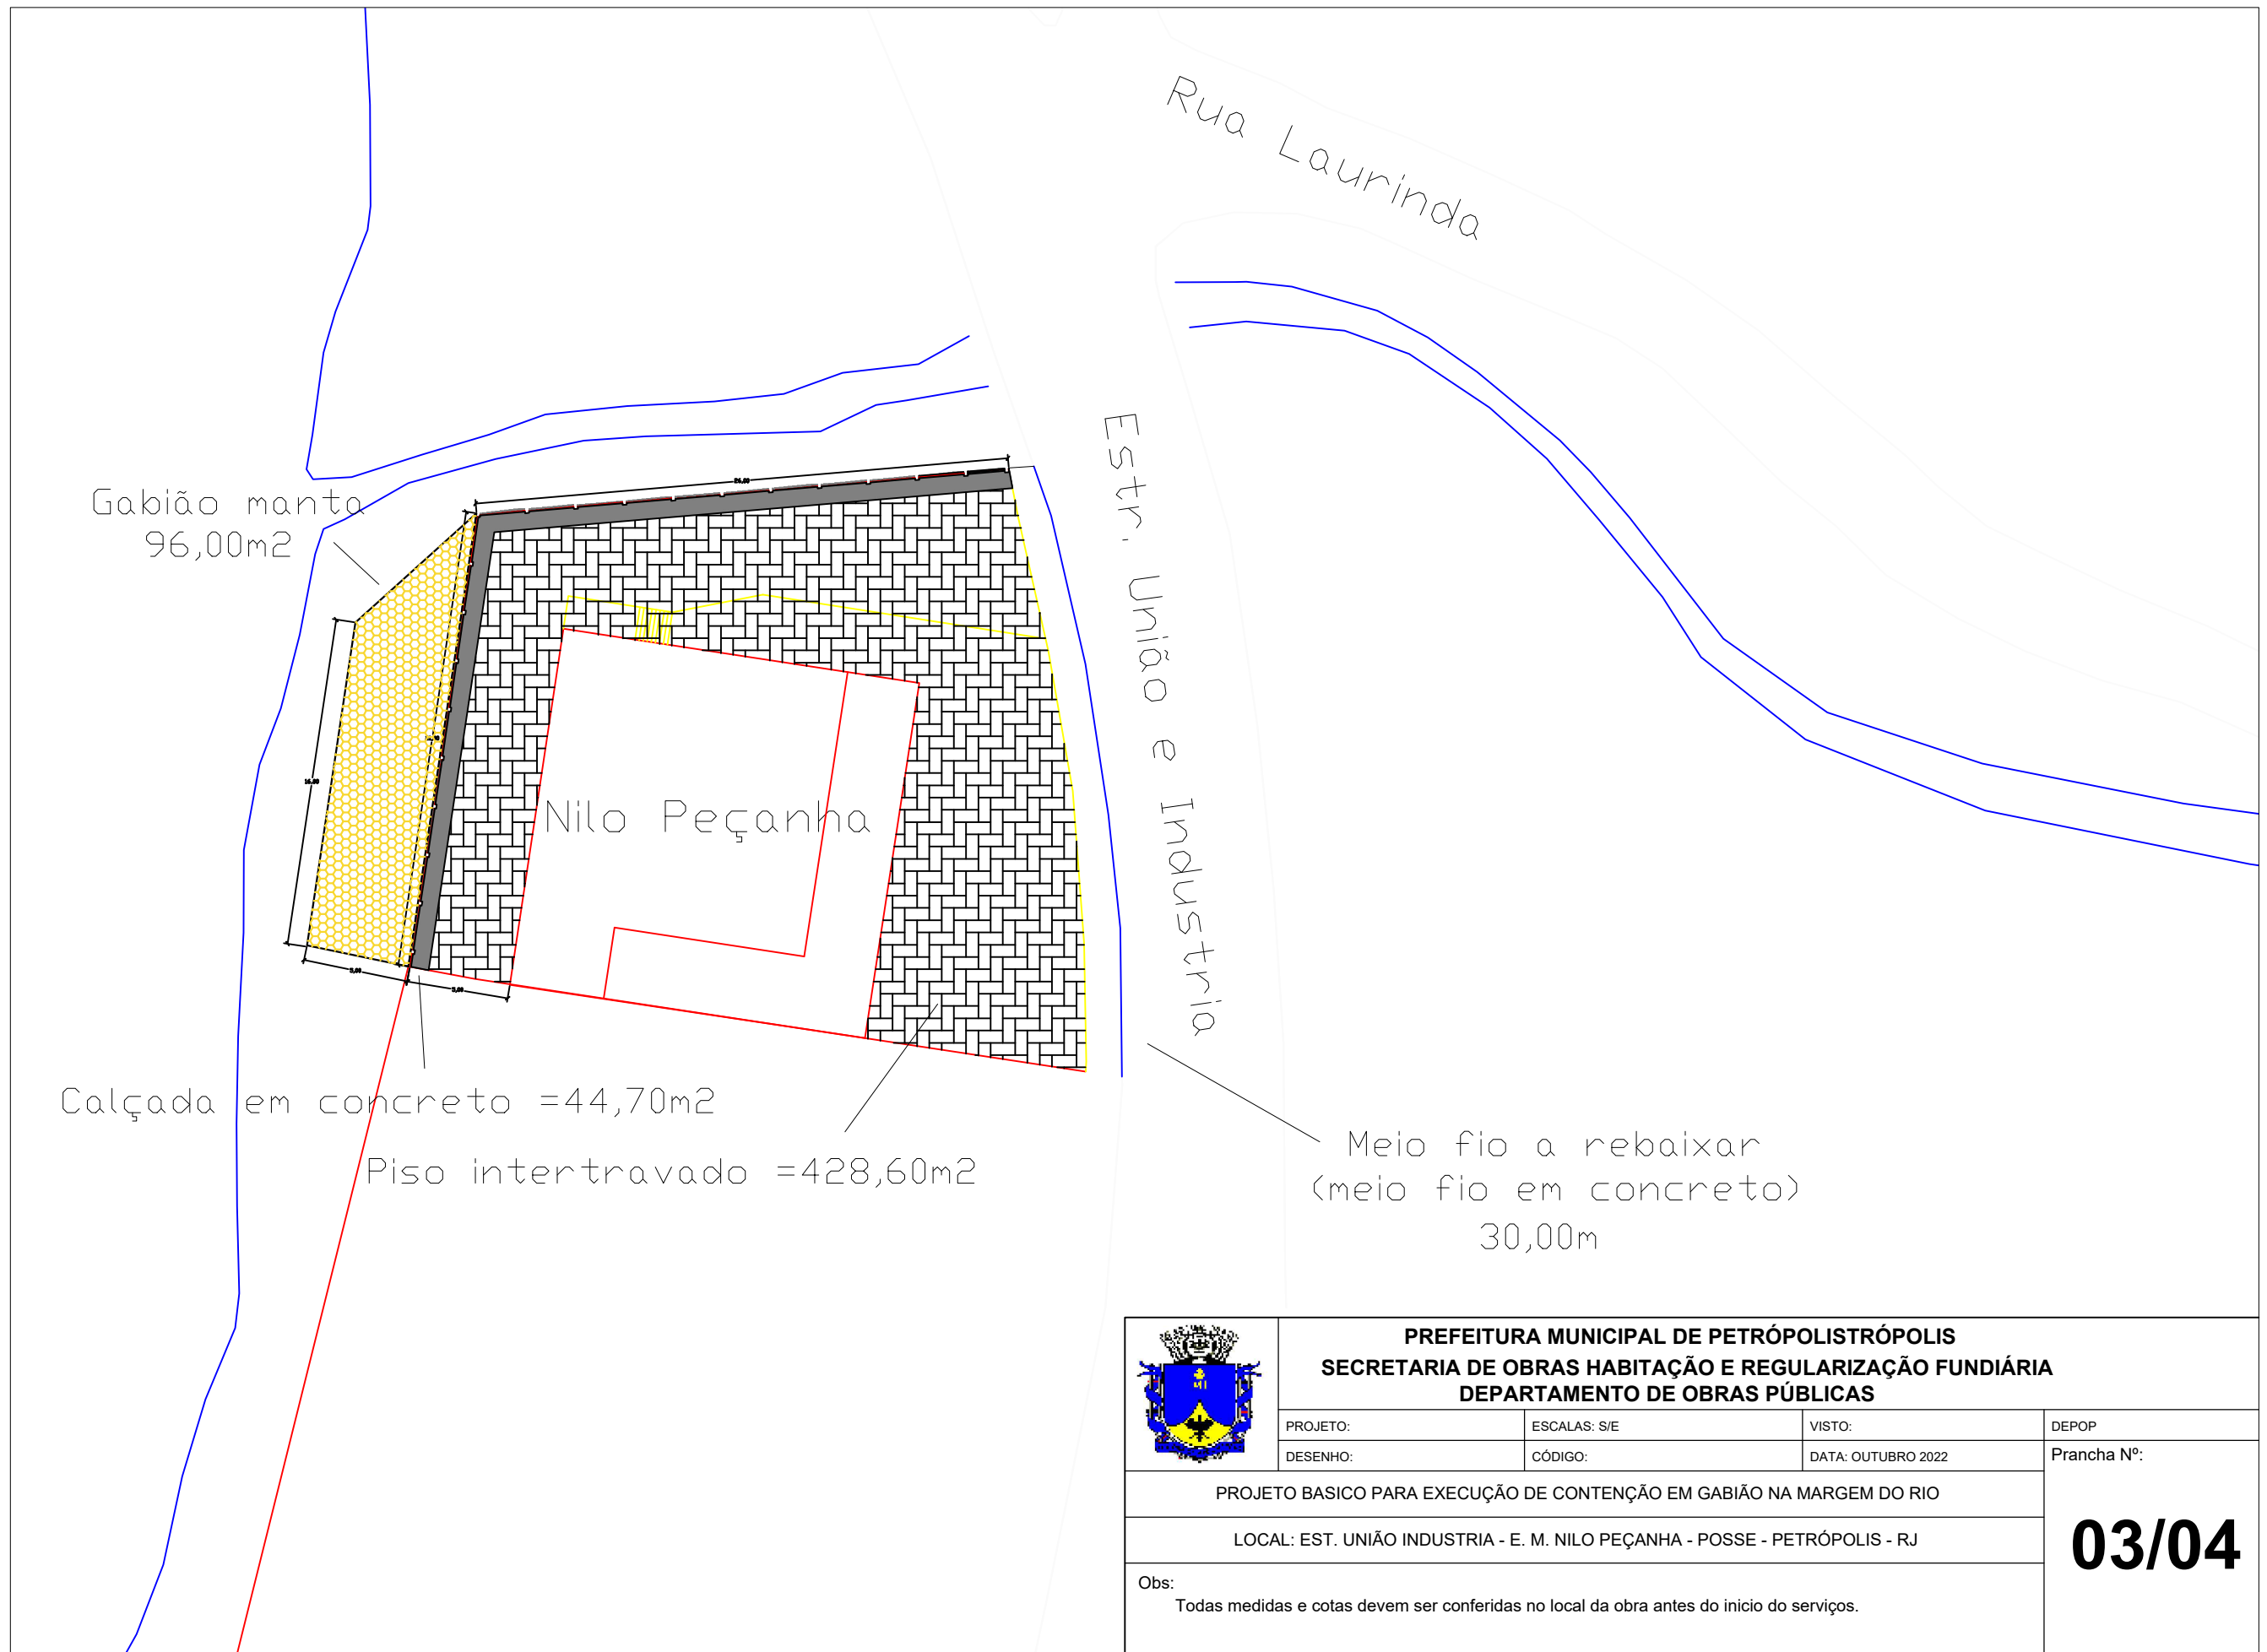 Rua Laurinda
Gabião manta
96,00m2
Estr. União e Industria
Nilo Peçanha
Calçada em concreto =44,70m2
Piso intertravado =428,60m2
Meio fio a rebaixar
(meio fio em concreto)
30,00m
PREFEITURA MUNICIPAL DE PETRÓPOLISTRÓPOLIS
SECRETARIA DE OBRAS HABITAÇÃO E REGULARIZAÇÃO FUNDIÁRIA
DEPARTAMENTO DE OBRAS PÚBLICAS
PROJETO:
ESCALAS: S/E
VISTO:
DEPOP
DESENHO:
CÓDIGO:
DATA: OUTUBRO 2022
Prancha Nº:
PROJETO BASICO PARA EXECUÇÃO DE CONTENÇÃO EM GABIÃO NA MARGEM DO RIO
LOCAL: EST. UNIÃO INDUSTRIA - E. M. NILO PEÇANHA - POSSE - PETRÓPOLIS - RJ
03/04
Obs:
Todas medidas e cotas devem ser conferidas no local da obra antes do inicio do serviços.